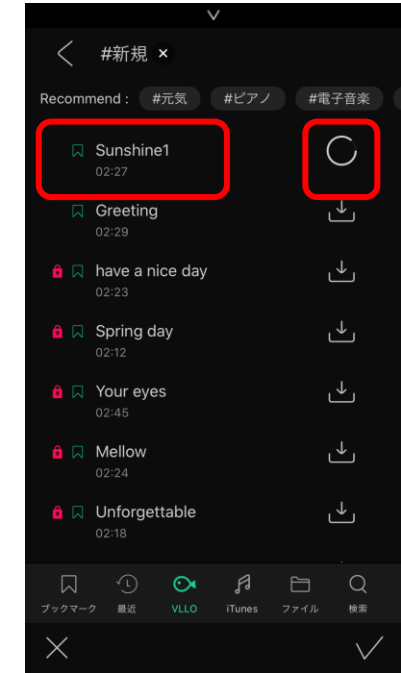 #新規 ×
Recommend : #元気 #ピアノ #電子音楽
Sunshine1
02:27
Greeting
02:29
have a nice day
02:23
Spring day
02:12
Your eyes
02:45
Mellow
02:24
Unforgettable
02:18
ブックマーク 最近 VLLO iTunes ファイル 検索